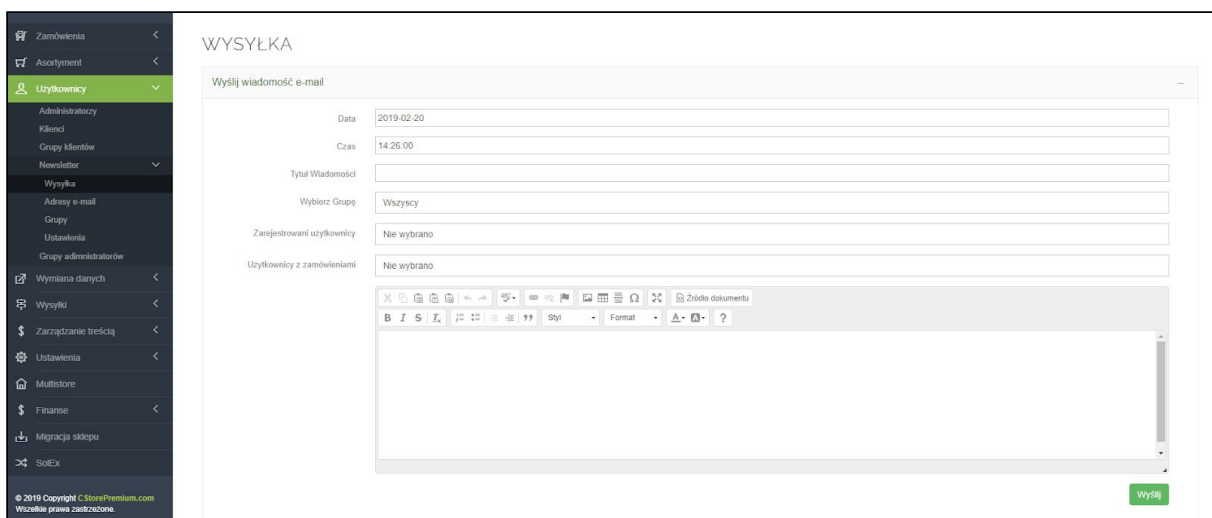 Zamówienia
Asortyment
Użytkownicy
Administratorzy
Klienci
Grupy klientów
Newsletter
Wysyłka
Adresy e-mail
Grupy
Ustawienia
Grupy adimnistratorów
Wymiana danych
Wysyłki
Zarządzanie treścią
Ustawienia
Multistore
Finanse
Migracja sklepu
SolEx
© 2019 Copyright CStorePremium.com
Wszelkie prawa zastrzeżone.
WYSYŁKA
Wyślij wiadomość e-mail
Data 2019-02-20
Czas 14:26:00
Tytuł Wiadomości
Wybierz Grupę Wszyscy
Zarejestrowani użytkownicy Nie wybrano
Użytkownicy z zamówieniami Nie wybrano
Źródło dokumentu
B I S Ix Styl Format A A ?
Wyślij